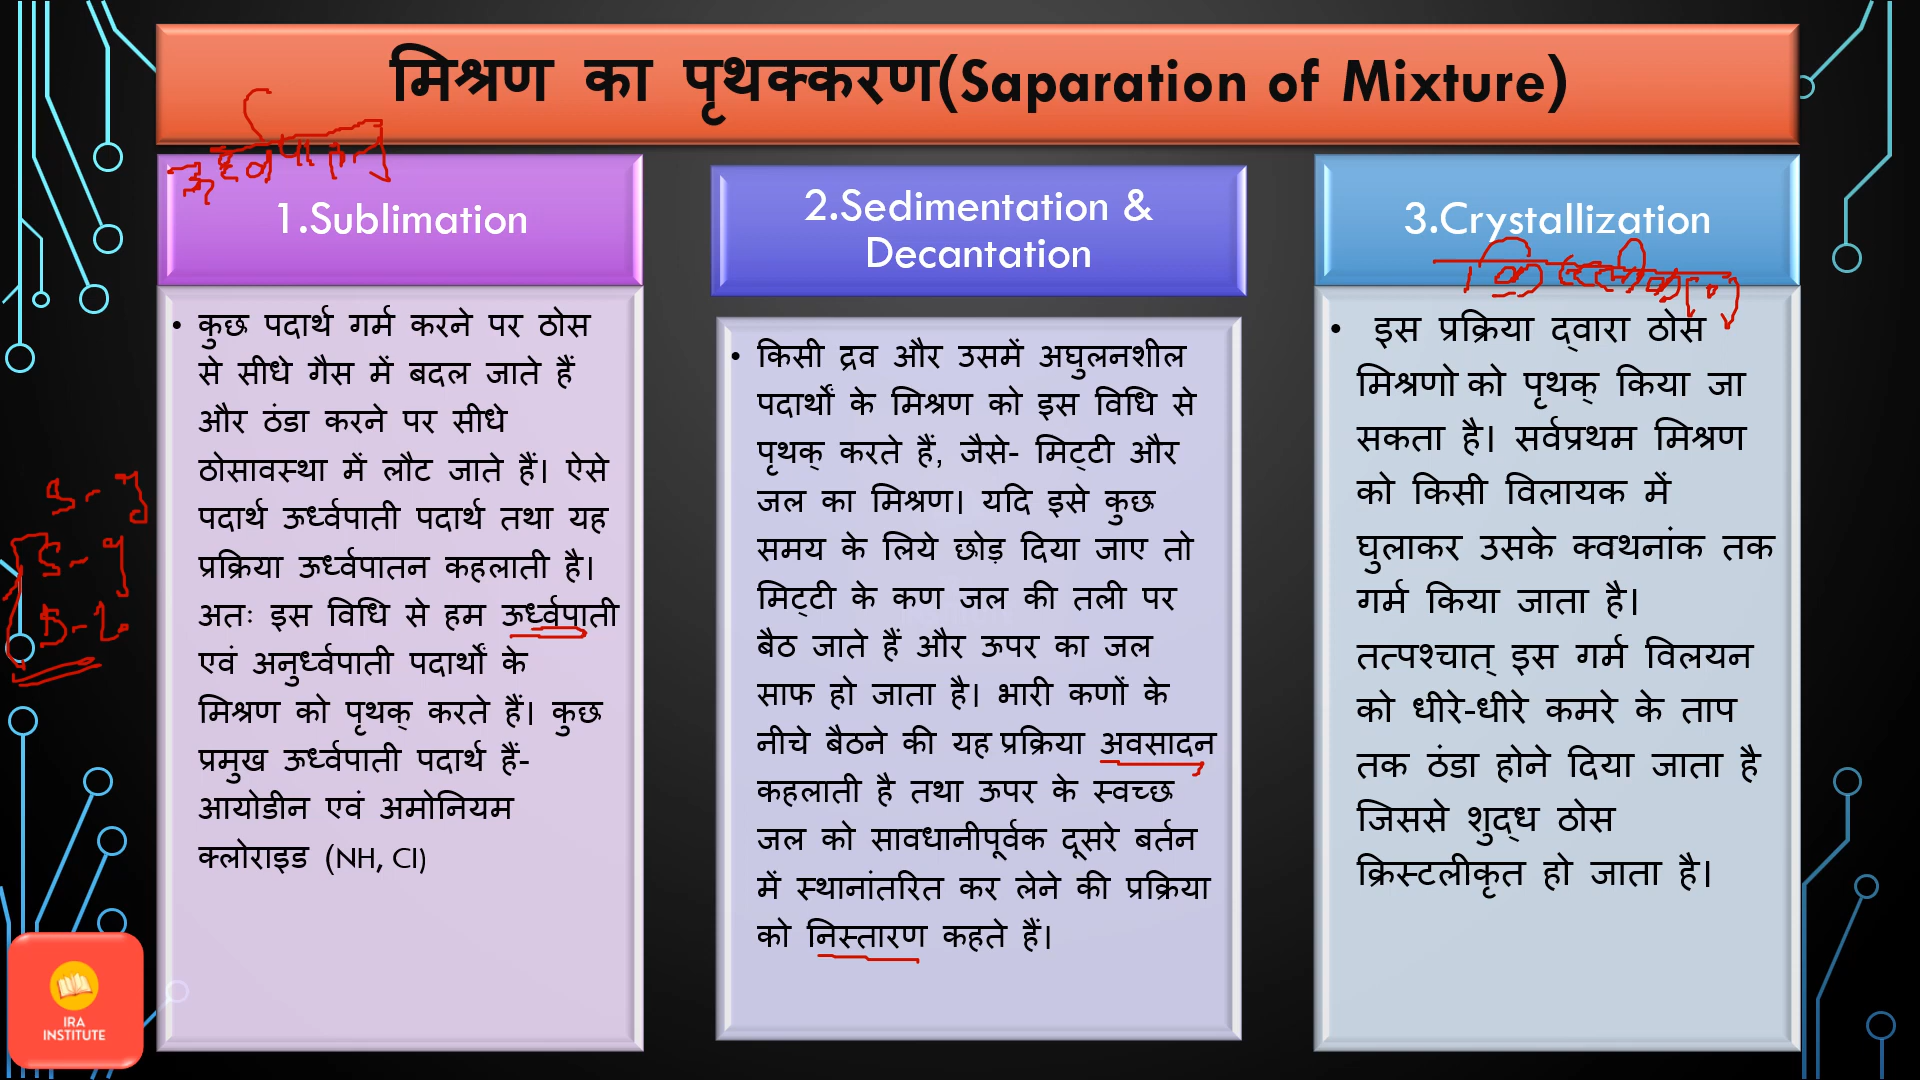 मिश्रण का पृथक्करण(Saparation of Mixture)
1.Sublimation
• कुछ पदार्थ गर्म करने पर ठोस
से सीधे गैस में बदल जाते हैं
और ठंडा करने पर सीधे
ठोसावस्था में लौट जाते हैं। ऐसे
पदार्थ ऊर्ध्वपाती पदार्थ तथा यह
प्रक्रिया ऊर्ध्वपातन कहलाती है।
अतः इस विधि से हम ऊर्ध्वपाती
एवं अनुर्ध्वपाती पदार्थों के
मिश्रण को पृथक् करते हैं। कुछ
प्रमुख ऊर्ध्वपाती पदार्थ हैं-
आयोडीन एवं अमोनियम
क्लोराइड (NH, CI)
2.Sedimentation &
Decantation
• किसी द्रव और उसमें अघुलनशील
पदार्थों के मिश्रण को इस विधि से
पृथक् करते हैं, जैसे- मिट्टी और
जल का मिश्रण। यदि इसे कुछ
समय के लिये छोड़ दिया जाए तो
मिट्टी के कण जल की तली पर
बैठ जाते हैं और ऊपर का जल
साफ हो जाता है। भारी कणों के
नीचे बैठने की यह प्रक्रिया अवसादन
कहलाती है तथा ऊपर के स्वच्छ
जल को सावधानीपूर्वक दूसरे बर्तन
में स्थानांतरित कर लेने की प्रक्रिया
को निस्तारण कहते हैं।
3.Crystallization
• इस प्रक्रिया द्वारा ठोस
मिश्रणो को पृथक् किया जा
सकता है। सर्वप्रथम मिश्रण
को किसी विलायक में
घुलाकर उसके क्वथनांक तक
गर्म किया जाता है।
तत्पश्चात् इस गर्म विलयन
को धीरे-धीरे कमरे के ताप
तक ठंडा होने दिया जाता है
जिससे शुद्ध ठोस
क्रिस्टलीकृत हो जाता है।
IRA
INSTITUTE